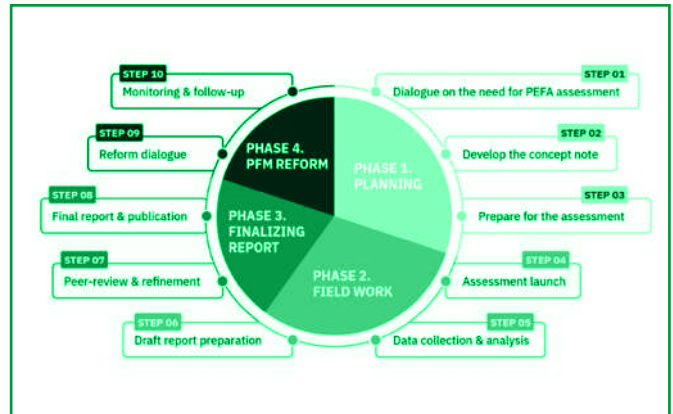 STEP 01
Dialogue on the need for PEFA assessment
STEP 02
Develop the concept note
STEP 03
Prepare for the assessment
STEP 04
Assessment launch
STEP 05
Data collection & analysis
STEP 06
Draft report preparation
STEP 07
Peer-review & refinement
STEP 08
Final report & publication
STEP 09
Reform dialogue
STEP 10
Monitoring & follow-up
PHASE 1.
PLANNING
PHASE 2.
FIELD WORK
PHASE 3.
FINALIZING
REPORT
PHASE 4.
PFM REFORM